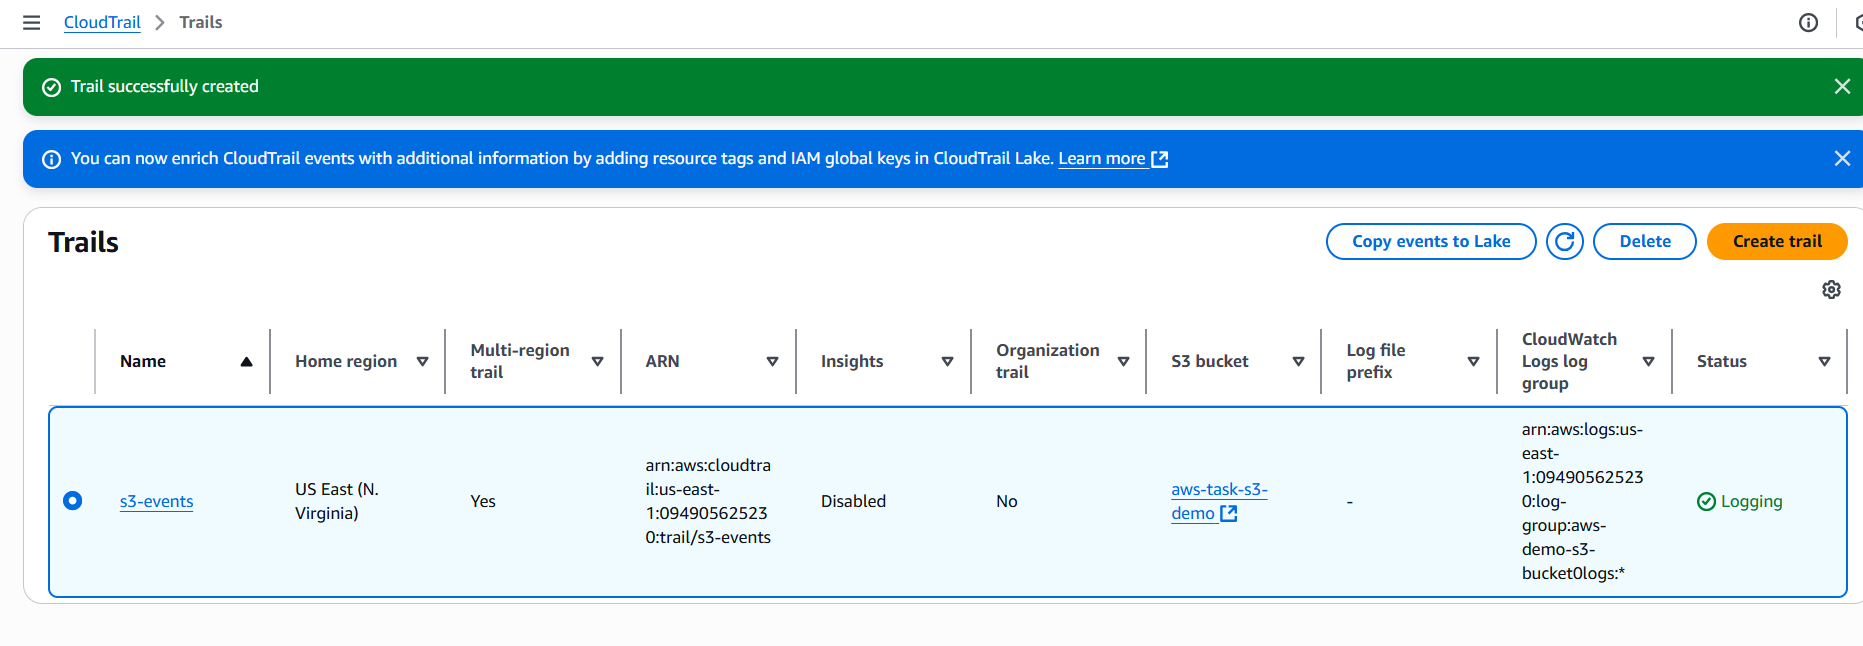 CloudTrail > Trails
Trail successfully created
You can now enrich CloudTrail events with additional information by adding resource tags and IAM global keys in CloudTrail Lake. Learn more
Trails
Copy events to Lake
Delete
Create trail
Name
Home region
Multi-region
trail
ARN
Insights
Organization
trail
S3 bucket
Log file
prefix
CloudWatch
Logs log
group
Status
s3-events
US East (N.
Virginia)
Yes
arn:aws:cloudtra
il:us-east-
1:09490562523
0:trail/s3-events
Disabled
No
aws-task-s3-
demo
-
arn:aws:logs:us-
east-
1:09490562523
0:log-
group:aws-
demo-s3-
bucket0logs:*
Logging